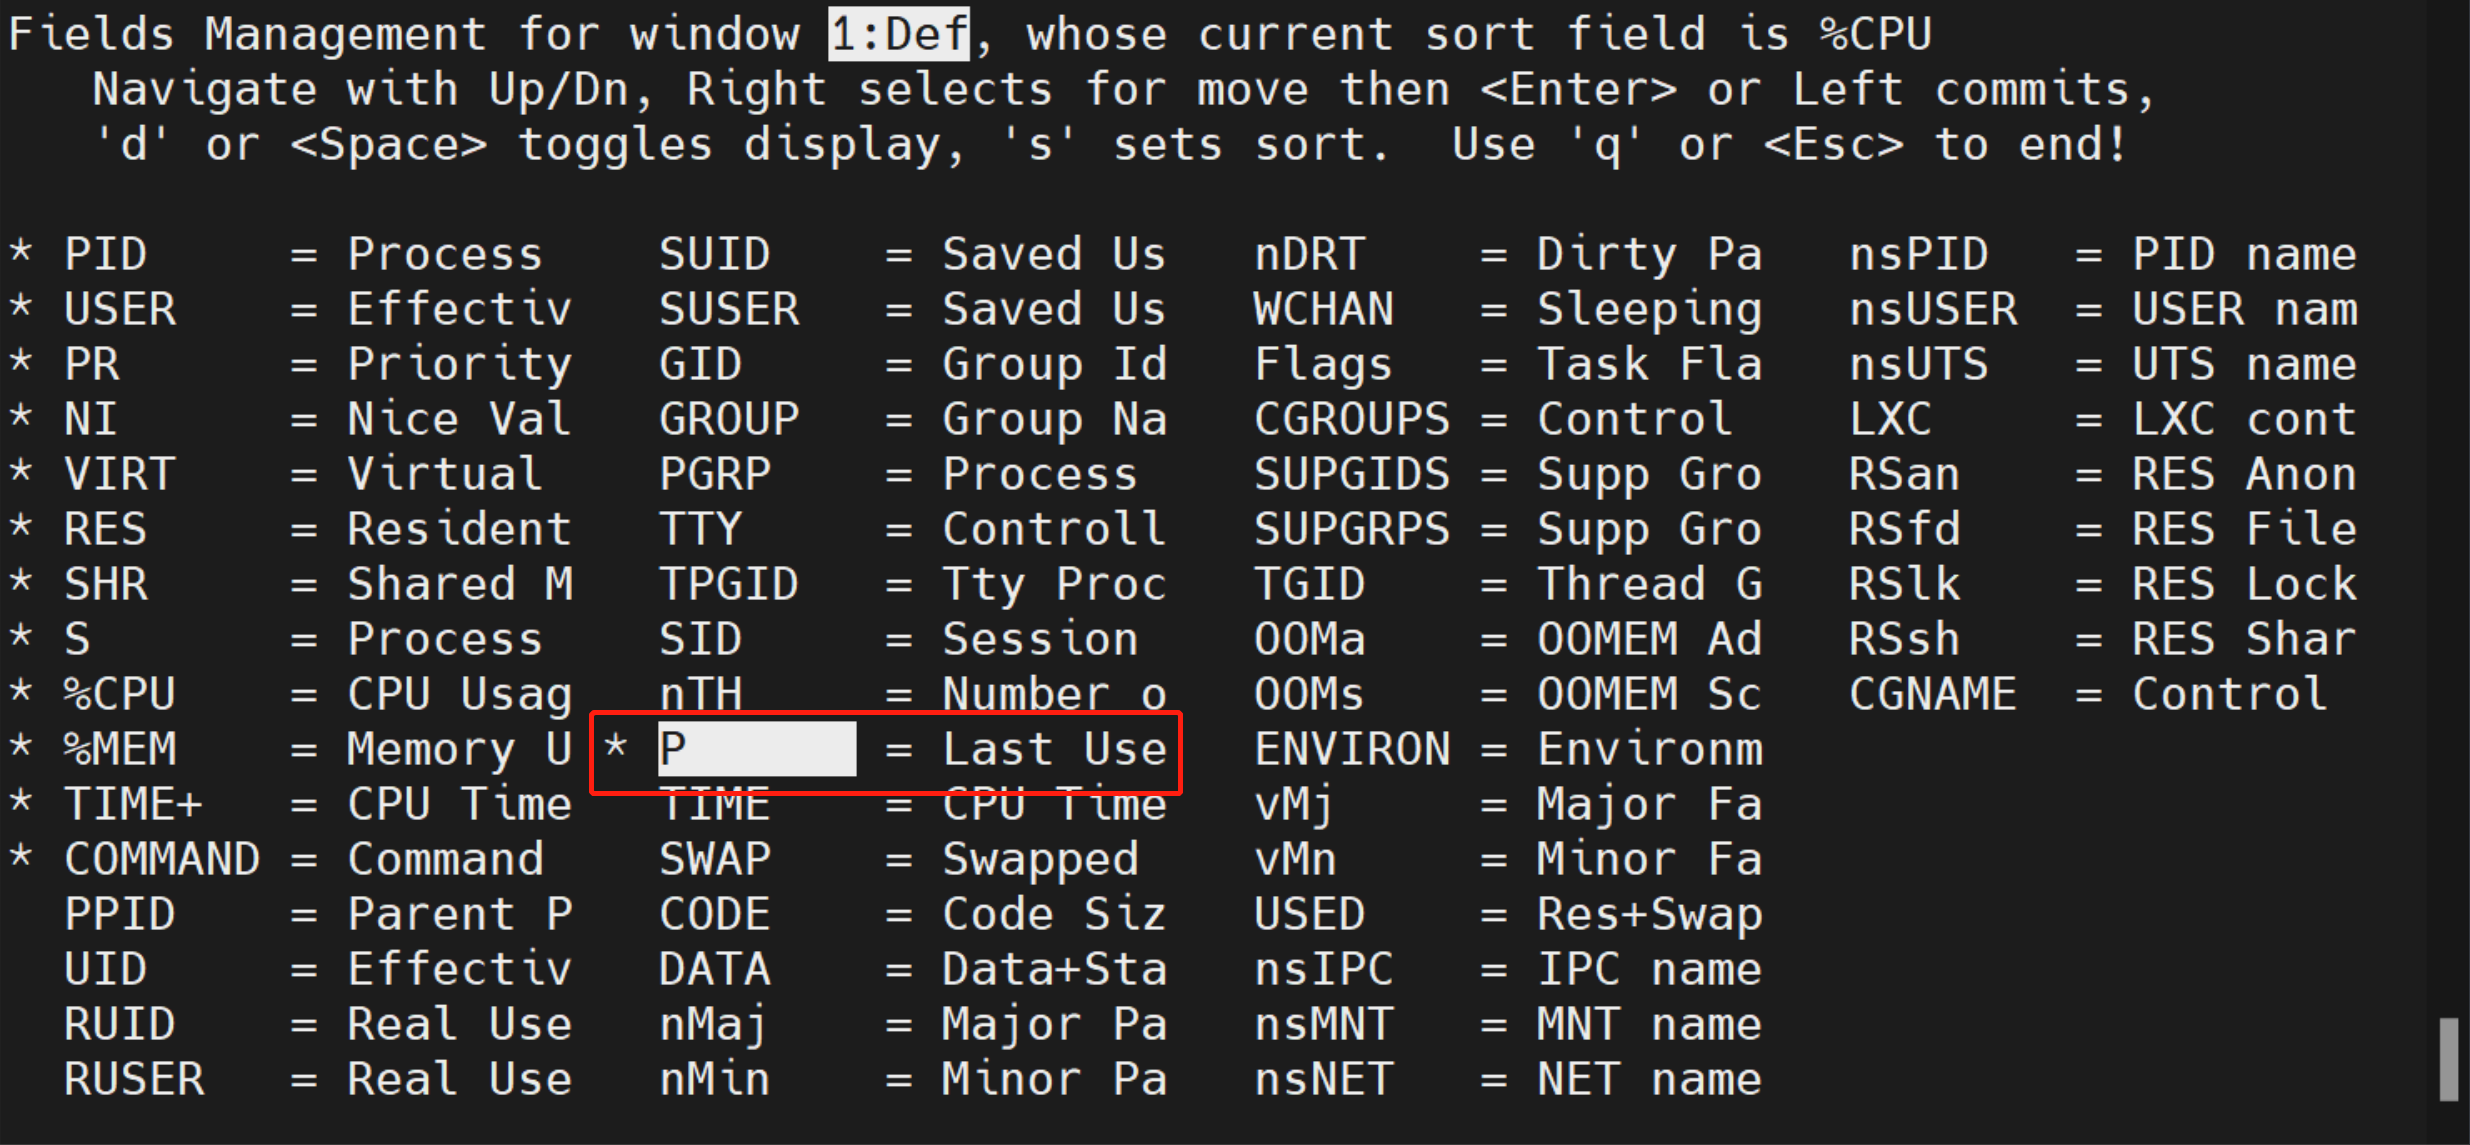 Fields Management for window 1:Def, whose current sort field is %CPU
   Navigate with Up/Dn, Right selects for move then <Enter> or Left commits,
   'd' or <Space> toggles display, 's' sets sort.  Use 'q' or <Esc> to end!

* PID     = Process    SUID    = Saved Us   nDRT    = Dirty Pa   nsPID   = PID name
* USER    = Effectiv   SUSER   = Saved Us   WCHAN   = Sleeping   nsUSER  = USER nam
* PR      = Priority   GID     = Group Id   Flags   = Task Fla   nsUTS   = UTS name
* NI      = Nice Val   GROUP   = Group Na   CGROUPS = Control    LXC     = LXC cont
* VIRT    = Virtual    PGRP    = Process    SUPGIDS = Supp Gro   RSan    = RES Anon
* RES     = Resident   TTY     = Controll   SUPGRPS = Supp Gro   RSfd    = RES File
* SHR     = Shared M   TPGID   = Tty Proc   TGID    = Thread G   RSlk    = RES Lock
* S       = Process    SID     = Session    OOMa    = OOMEM Ad   RSsh    = RES Shar
* %CPU    = CPU Usag   nTH     = Number o   OOMs    = OOMEM Sc   CGNAME  = Control
* %MEM    = Memory U * P       = Last Use   ENVIRON = Environm
* TIME+   = CPU Time   TIME    = CPU Time   vMj     = Major Fa
* COMMAND = Command    SWAP    = Swapped    vMn     = Minor Fa
  PPID    = Parent P   CODE    = Code Siz   USED    = Res+Swap
  UID     = Effectiv   DATA    = Data+Sta   nsIPC   = IPC name
  RUID    = Real Use   nMaj    = Major Pa   nsMNT   = MNT name
  RUSER   = Real Use   nMin    = Minor Pa   nsNET   = NET name